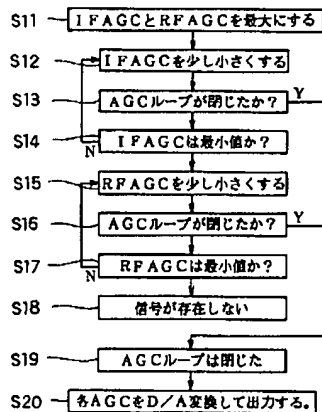 S11 IFAGCとRFAGCを最大にする
S12 IFAGCを少し小さくする
S13 AGCループが閉じたか? Y
S14 IFAGCは最小値か?
N
S15 RFAGCを少し小さくする
S16 AGCループが閉じたか? Y
S17 RFAGCは最小値か?
N
S18 信号が存在しない
S19 AGCループは閉じた
S20 各AGCをD/A変換して出力する。